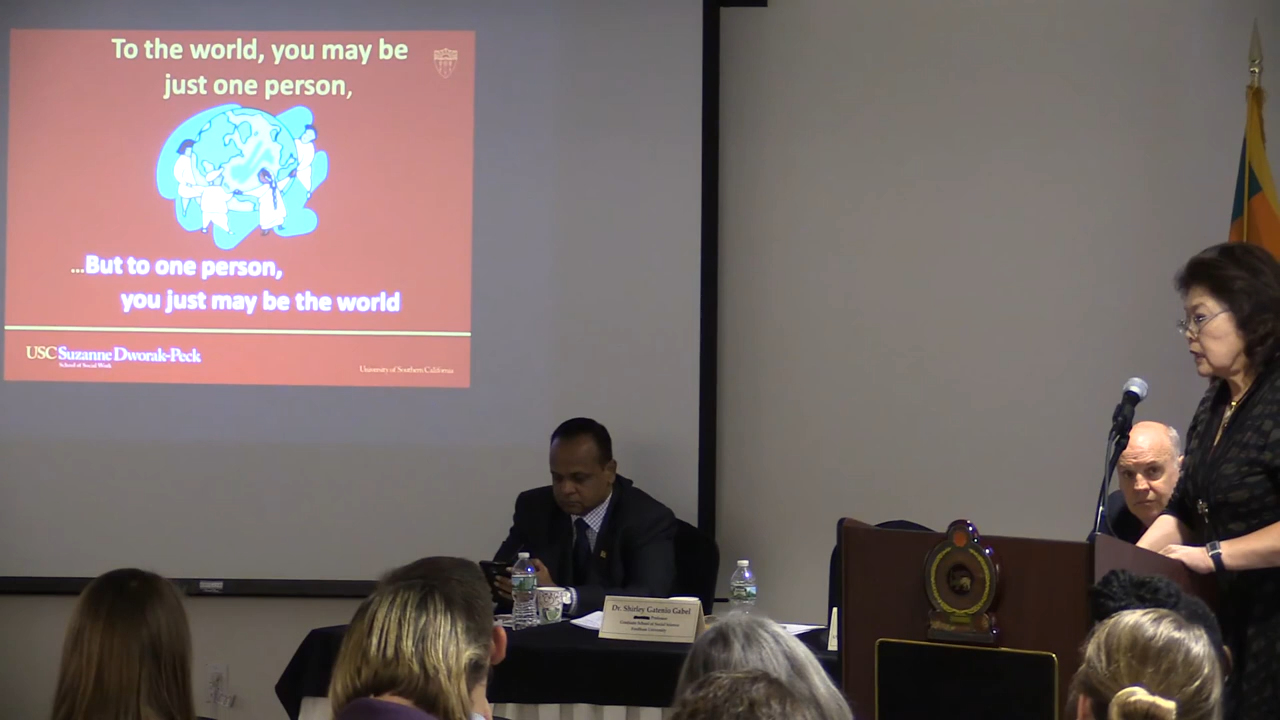 To the world, you may be
just one person,
...But to one person,
you just may be the world
USC Suzanne Dworak-Peck
School of Social Work
University of Southern California
Dr. Shirley Gatenio Gabel
Professor
Graduate School of Social Science
Fordham University